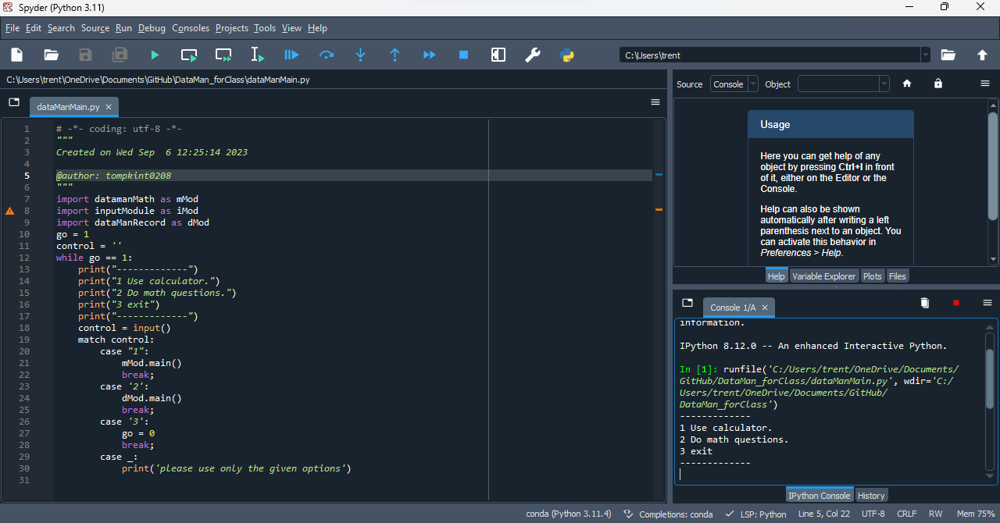 Spyder (Python 3.11)
File Edit Search Source Run Debug Consoles Projects Tools View Help
C:\Users\trent
C:\Users\trent\OneDrive\Documents\GitHub\DataMan_forClass\dataManMain.py
dataManMain.py
1 # -*- coding: utf-8 -*-
2 """
3 Created on Wed Sep  6 12:25:14 2023
4
5 @author: tompkint0208
6 """
7 import datamanMath as mMod
8 import inputModule as iMod
9 import dataManRecord as dMod
10 go = 1
11 control = ''
12 while go == 1:
13     print("-------------")
14     print("1 Use calculator.")
15     print("2 Do math questions.")
16     print("3 exit")
17     print("-------------")
18     control = input()
19     match control:
20         case "1":
21             mMod.main()
22             break;
23         case '2':
24             dMod.main()
25             break;
26         case '3':
27             go = 0
28             break;
29         case _:
30             print('please use only the given options')
31
Source Console Object
Usage
Here you can get help of any
object by pressing Ctrl+I in front
of it, either on the Editor or the
Console.
Help can also be shown
automatically after writing a left
parenthesis next to an object. You
can activate this behavior in
Preferences > Help.
Help Variable Explorer Plots Files
Console 1/A
information.
IPython 8.12.0 -- An enhanced Interactive Python.
In [1]: runfile('C:/Users/trent/OneDrive/Documents/
GitHub/DataMan_forClass/dataManMain.py', wdir='C:/
Users/trent/OneDrive/Documents/GitHub/
DataMan_forClass')
-------------
1 Use calculator.
2 Do math questions.
3 exit
-------------
IPython Console History
conda (Python 3.11.4) Completions: conda LSP: Python Line 5, Col 22 UTF-8 CRLF RW Mem 75%